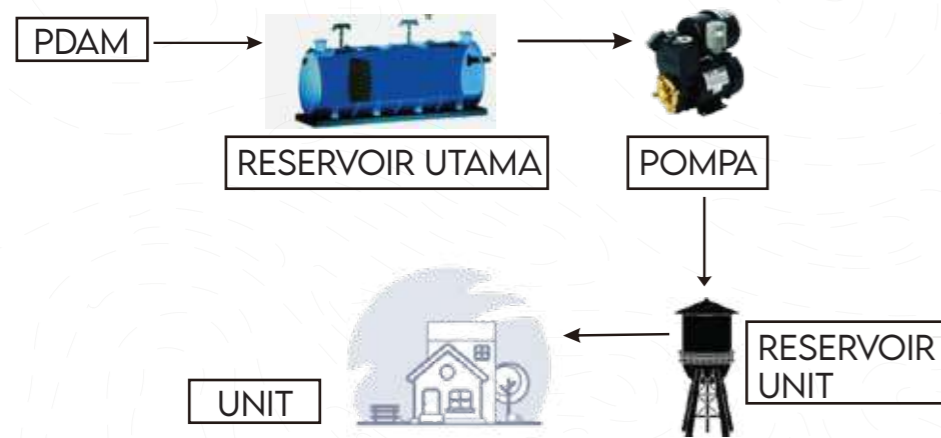 PDAM
RESERVOIR UTAMA
POMPA
RESERVOIR
UNIT
UNIT